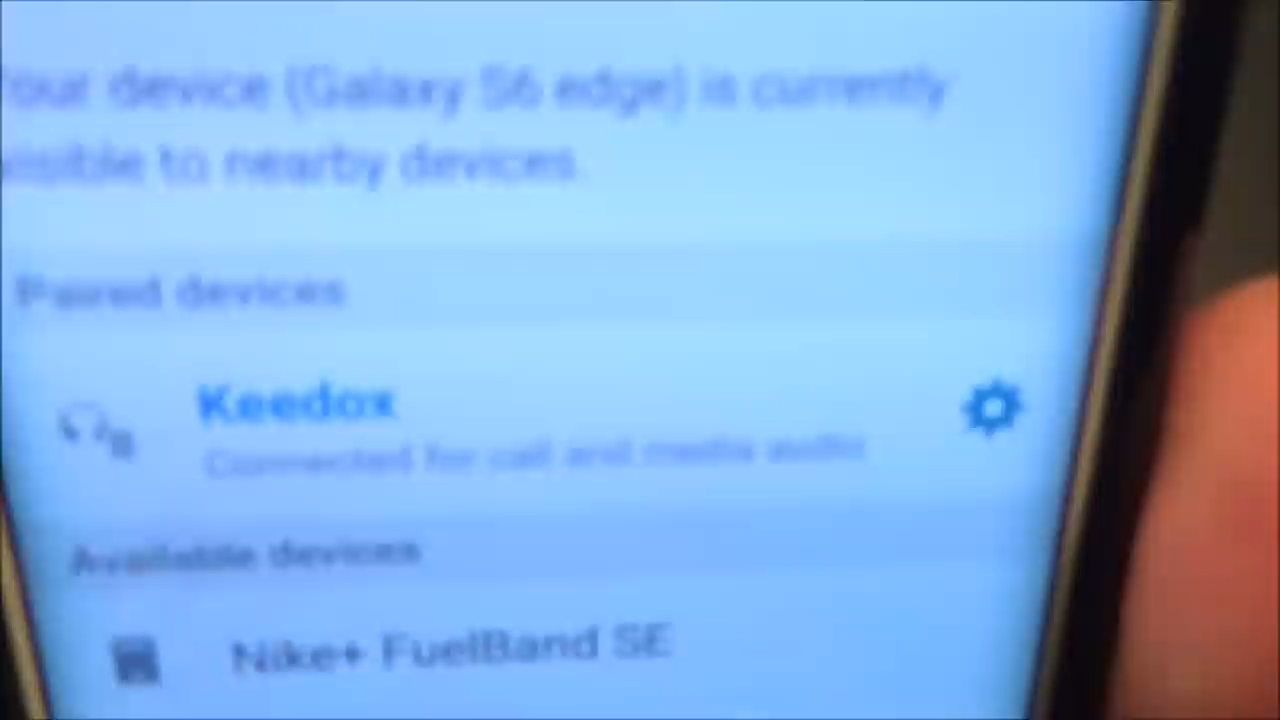 Your device (Galaxy S6 edge) is currently
visible to nearby devices.
Paired devices
Keedox
Connected for call and media audio
Available devices
Nike+ FuelBand SE